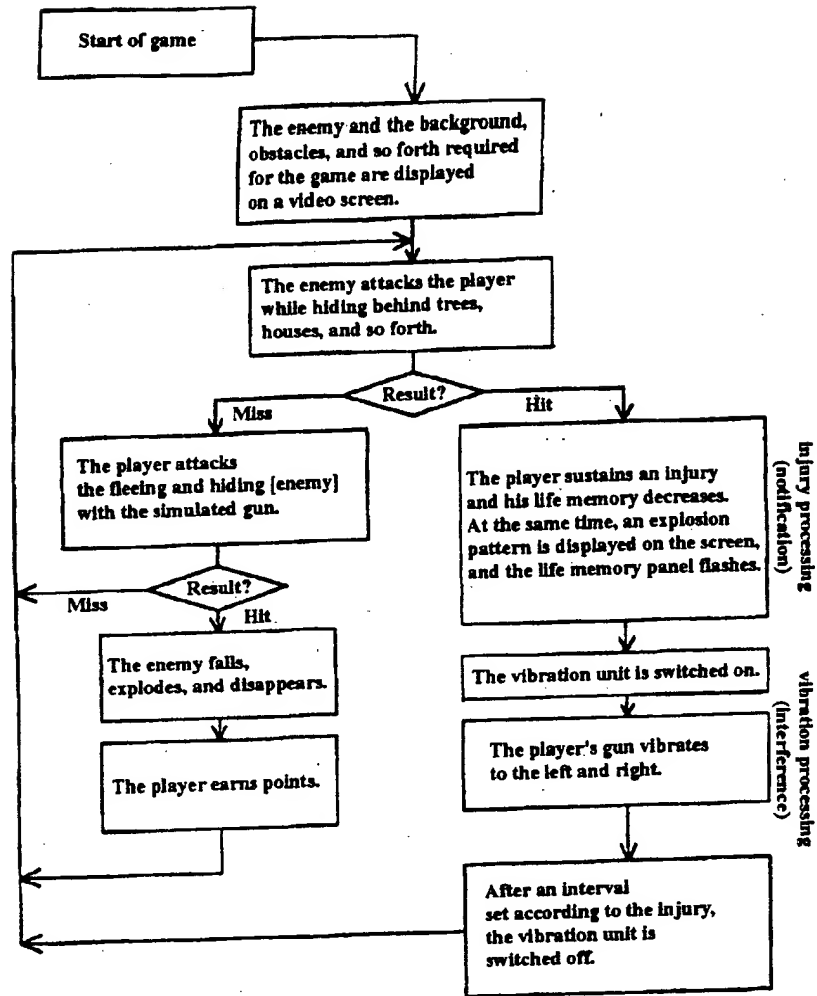 Start of game
The enemy and the background,
obstacles, and so forth required
for the game are displayed
on a video screen.
The enemy attacks the player
while hiding behind trees,
houses, and so forth.
Result?
Miss
Hit
The player attacks
the fleeing and hiding [enemy]
with the simulated gun.
Result?
Miss
Hit
The enemy falls,
explodes, and disappears.
The player earns points.
The player sustains an injury
and his life memory decreases.
At the same time, an explosion
pattern is displayed on the screen,
and the life memory panel flashes.
injury processing
(notification)
The vibration unit is switched on.
The player's gun vibrates
to the left and right.
vibration processing
(interference)
After an interval
set according to the injury,
the vibration unit is
switched off.